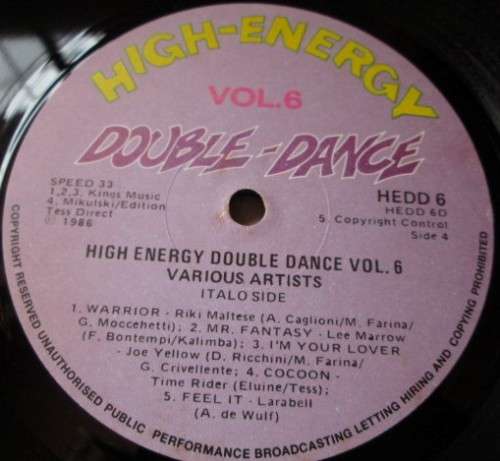 HIGH-ENERGY
VOL.6
DOUBLE-DANCE
SPEED 33
1,2,3. Kings Music
4. Mikulski/Edition
Tess Direct
© 1986
HEDD 6
HEDD 6D
5. Copyright Control
Side 4
HIGH ENERGY DOUBLE DANCE VOL. 6
VARIOUS ARTISTS
ITALO SIDE
1. WARRIOR - Riki Maltese (A. Caglioni/M. Farina/
G. Moccehetti); 2. MR. FANTASY - Lee Marrow
(F. Bontempi/Kalimba); 3. I'M YOUR LOVER
- Joe Yellow (D. Ricchini/M. Farina/
G. Crivellente; 4. COCOON -
Time Rider (Eluine/Tess);
5. FEEL IT - Larabell
(A. de Wulf)
COPYRIGHT RESERVED UNAUTHORISED PUBLIC PERFORMANCE BROADCASTING LETTING HIRING AND COPYING PROHIBITED